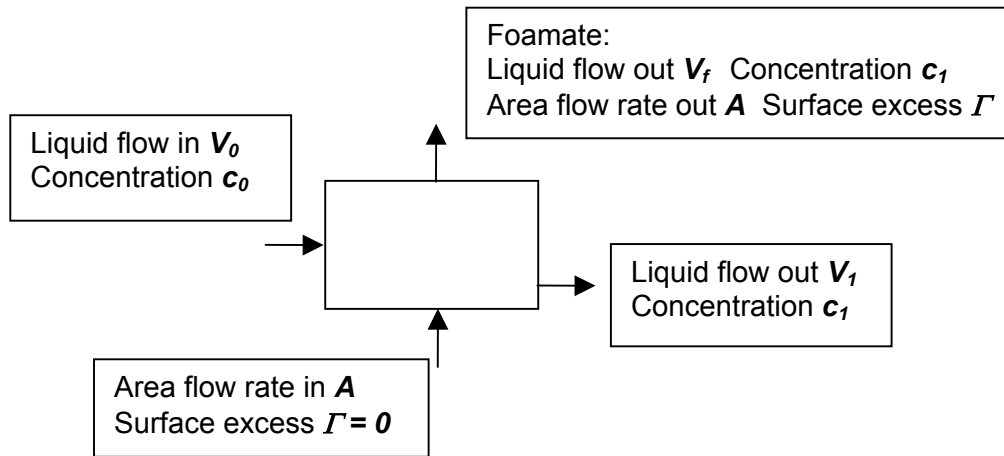 Foamate:
Liquid flow out V_f Concentration c_1
Area flow rate out A Surface excess Γ
Liquid flow in V_0
Concentration c_0
Liquid flow out V_1
Concentration c_1
Area flow rate in A
Surface excess Γ = 0